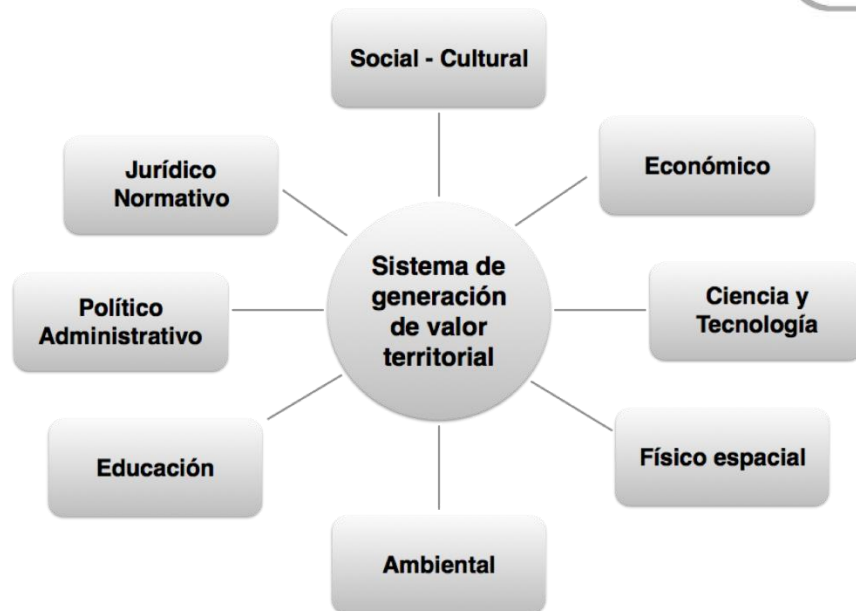 Social - Cultural
Económico
Jurídico
Normativo
Sistema de
generación
de valor
territorial
Ciencia y
Tecnología
Político
Administrativo
Físico espacial
Educación
Ambiental